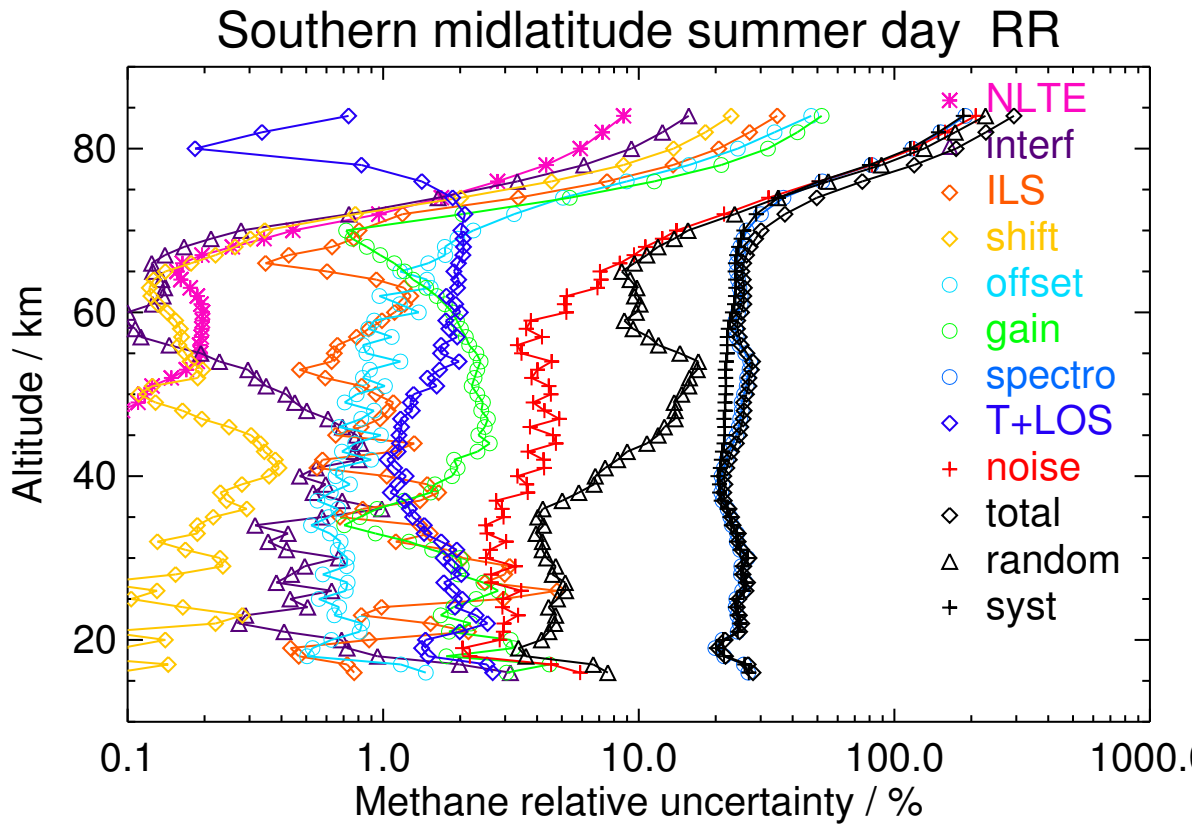 Southern midlatitude summer day RR
NLTE
interf
ILS
shift
offset
gain
spectro
T+LOS
noise
total
random
syst
80
60
40
20
Altitude / km
0.1 1.0 10.0 100.0 1000.0
Methane relative uncertainty / %